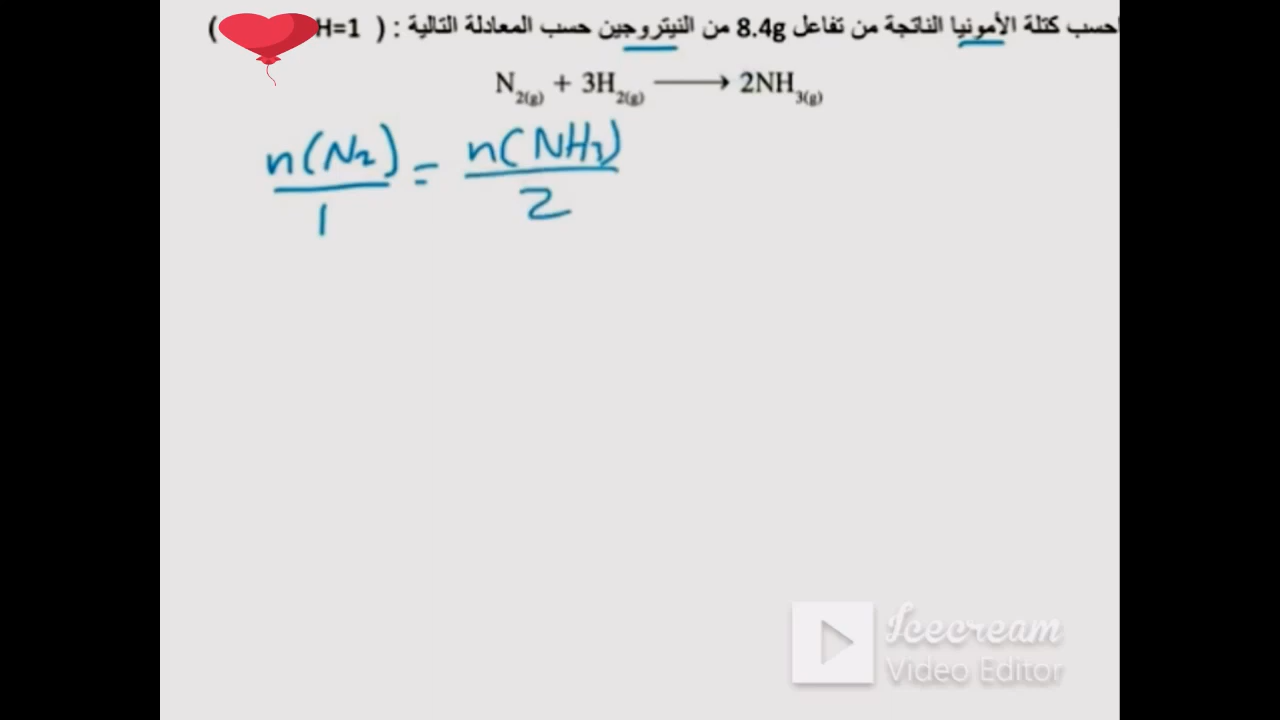 احسب كتلة الأمونيا الناتجة من تفاعل 8.4g من النيتروجين حسب المعادلة التالية : ( H=1 )
N2(g) + 3H2(g) ⟶ 2NH3(g)
n(N2)/1 = n(NH3)/2
Icecream
Video Editor